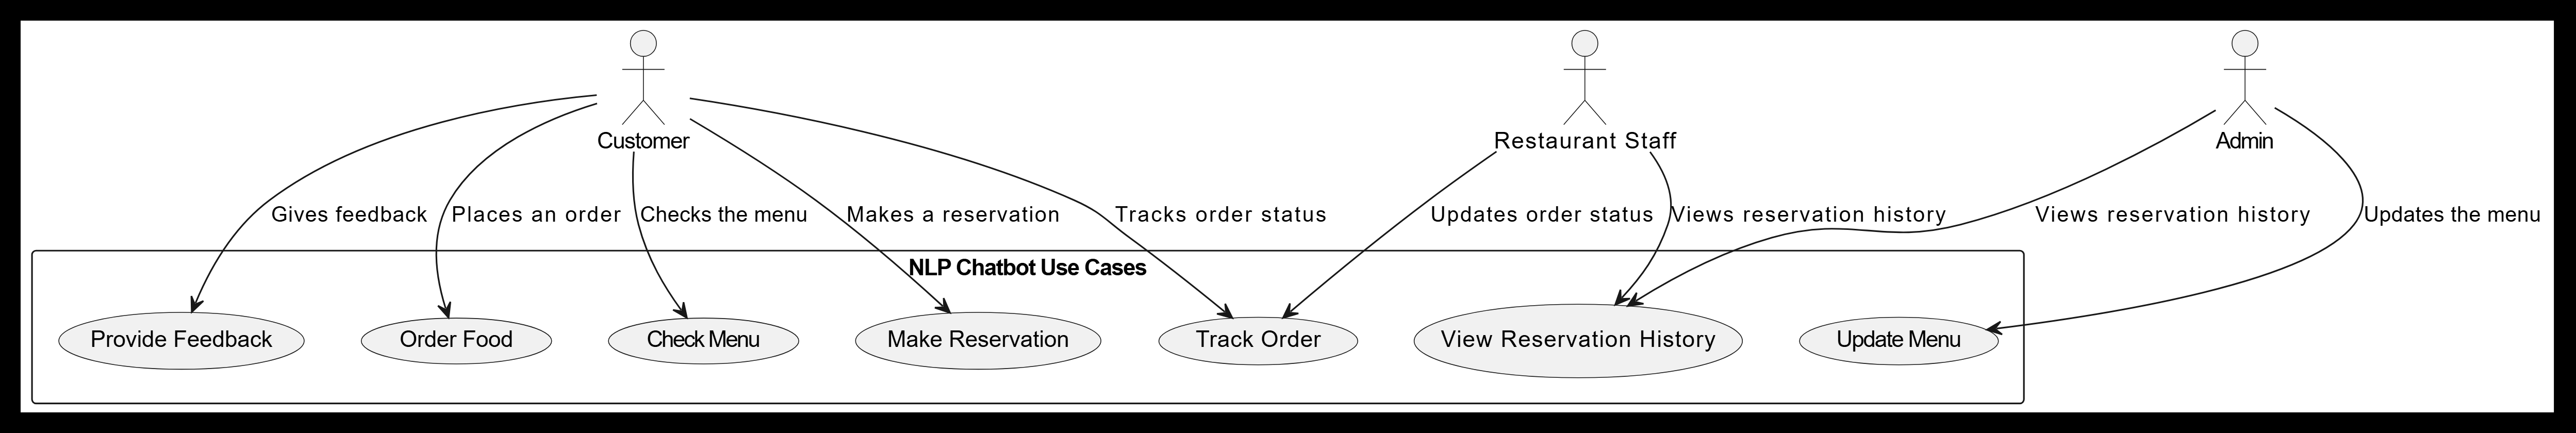 Customer
Restaurant Staff
Admin
Gives feedback
Places an order
Checks the menu
Makes a reservation
Tracks order status
Updates order status
Views reservation history
Views reservation history
Updates the menu
NLP Chatbot Use Cases
Provide Feedback
Order Food
Check Menu
Make Reservation
Track Order
View Reservation History
Update Menu